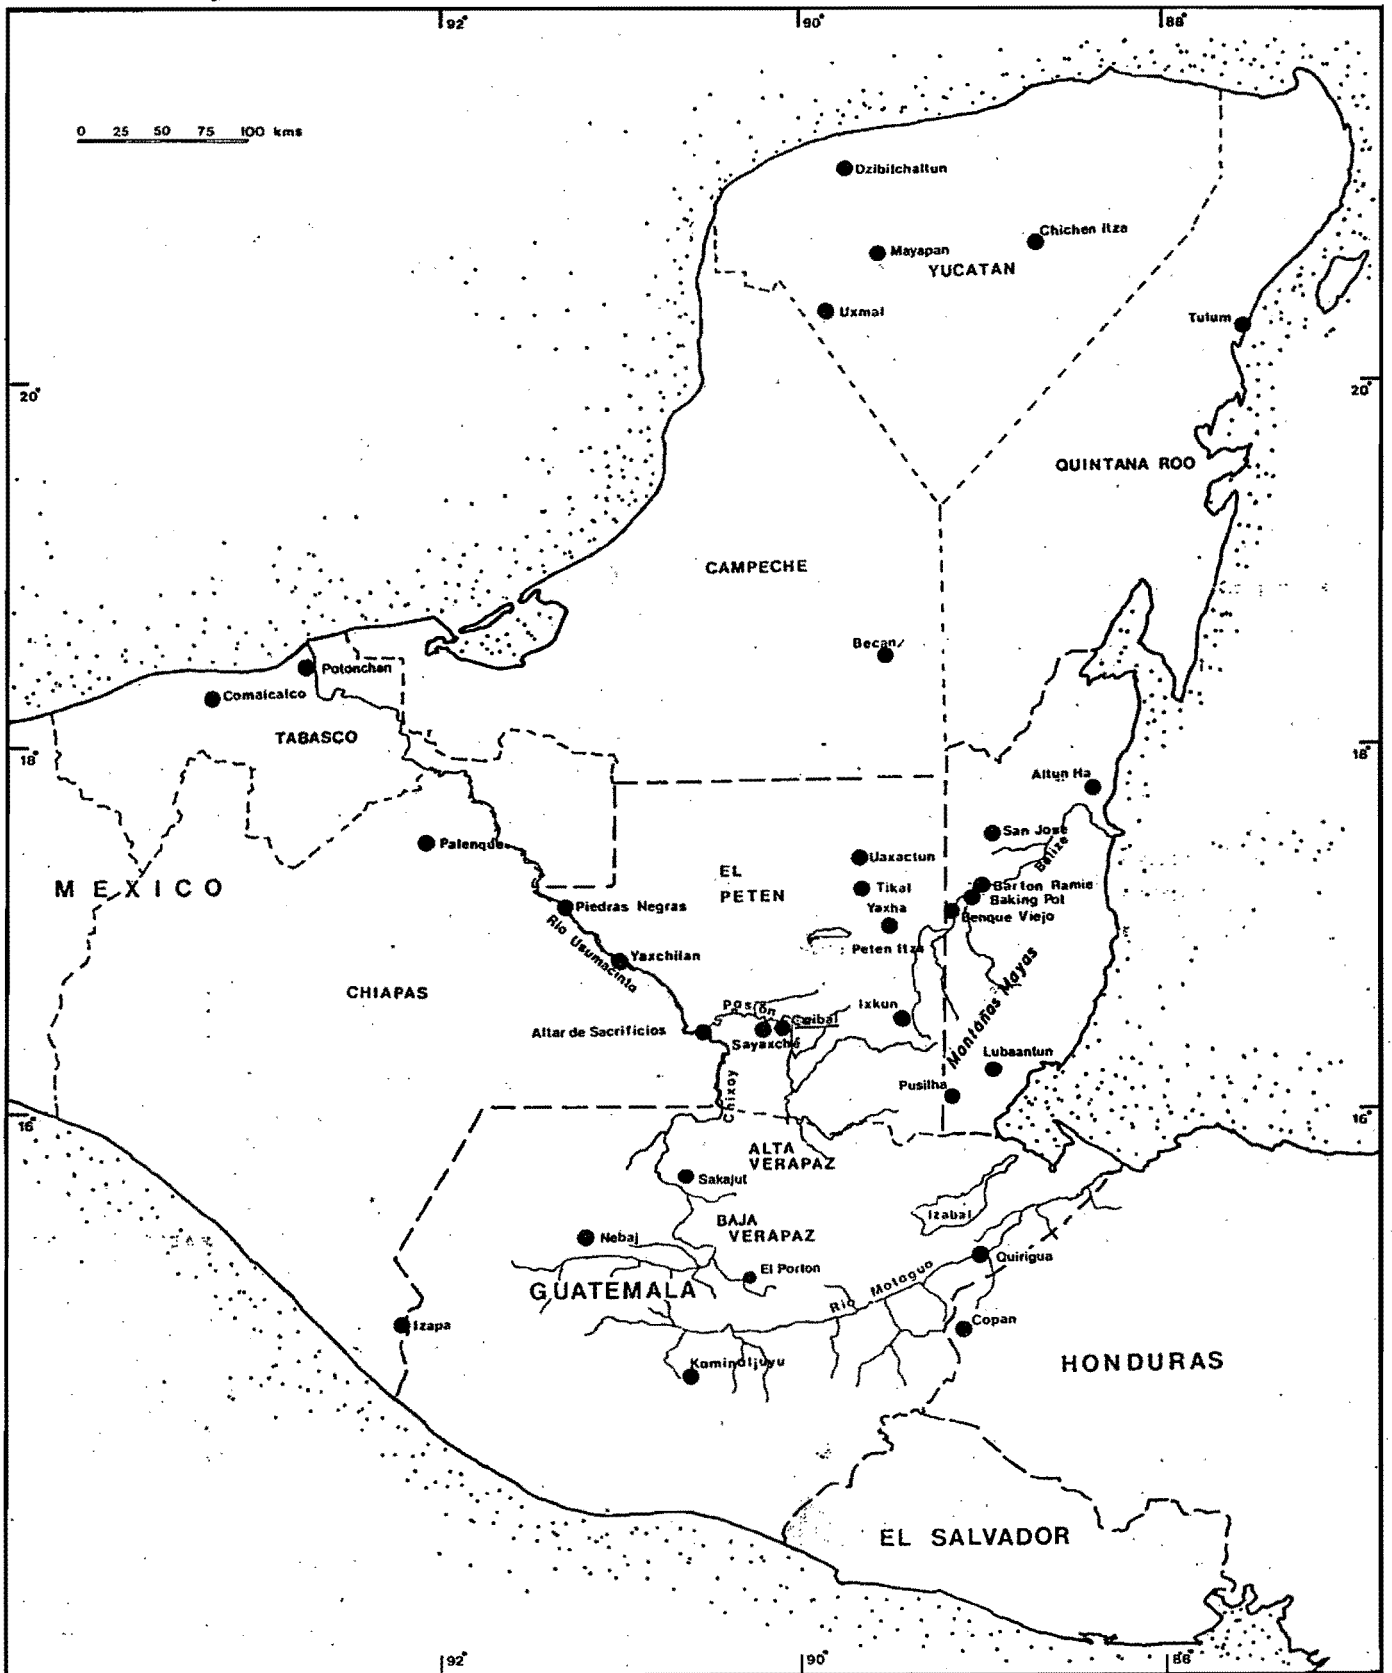 92°
90°
88°
0 25 50 75 100 kms
Dzibilchaltun
Chichen Itza
Mayapan
YUCATAN
Uxmal
Tulum
20°
20°
QUINTANA ROO
CAMPECHE
Becan
Potonchan
Comalcalco
TABASCO
18°
18°
Altun Ha
San José
Belize
Palenque
Uaxactun
EL
PETEN
MEXICO
Tikal
Barton Ramie
Baking Pot
Yaxha
Benque Viejo
Piedras Negras
Rio Usumacinta
Peten Itza
Yaxchilan
Montañas Mayas
CHIAPAS
Pasion
Ixkun
Ceibal
Altar de Sacrificios
Sayaxché
Lubaantun
Pusilha
Chixoy
16°
16°
ALTA
VERAPAZ
Sakajut
BAJA
VERAPAZ
Izabal
Nebaj
Quirigua
El Porton
GUATEMALA
Rio Motagua
Izapa
Copan
Kaminaljuyu
HONDURAS
EL SALVADOR
92°
90°
86°